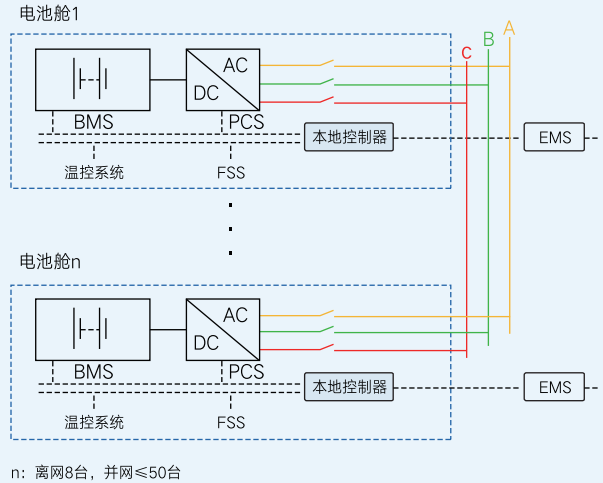 电池舱1
A
B
C
AC
DC
BMS
PCS
本地控制器
EMS
温控系统
FSS
电池舱n
AC
DC
BMS
PCS
本地控制器
EMS
温控系统
FSS
n：离网8台，并网≤50台